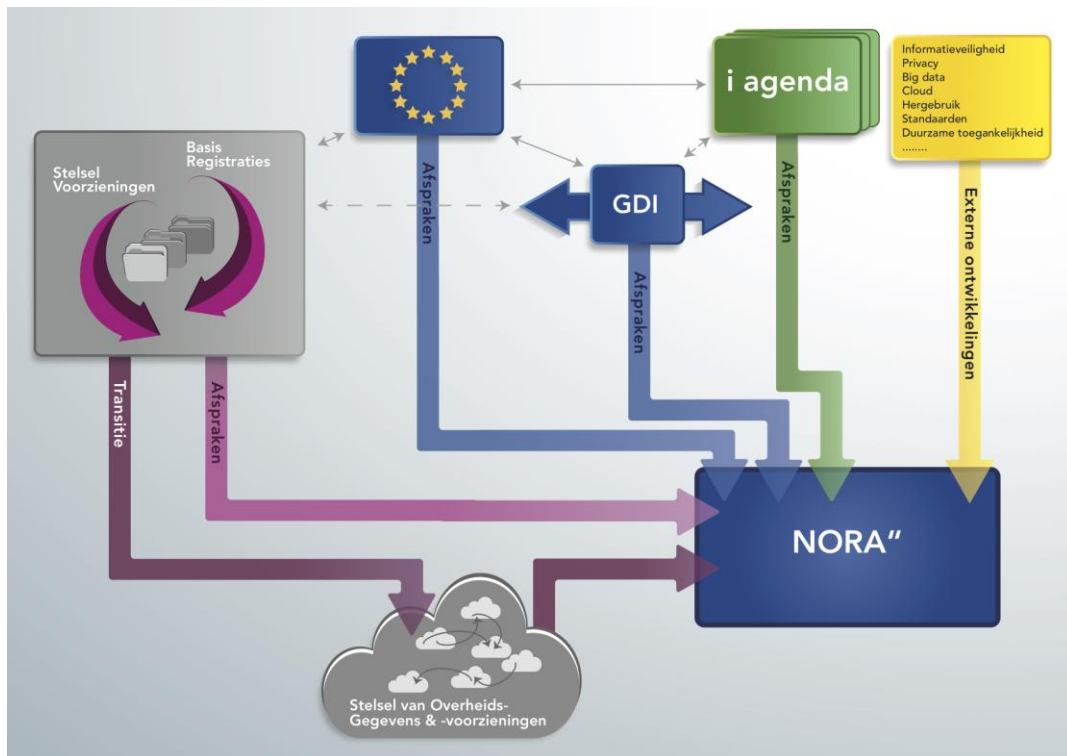 Informatieveiligheid
Privacy
Big data
Cloud
Hergebruik
Standaarden
Duurzame toegankelijkheid
........
i agenda
Basis
Registraties
Stelsel
Voorzieningen
GDI
Afspraken
Afspraken
Afspraken
Externe ontwikkelingen
Transitie
Afspraken
NORA“
Stelsel van Overheids-
Gegevens & -voorzieningen